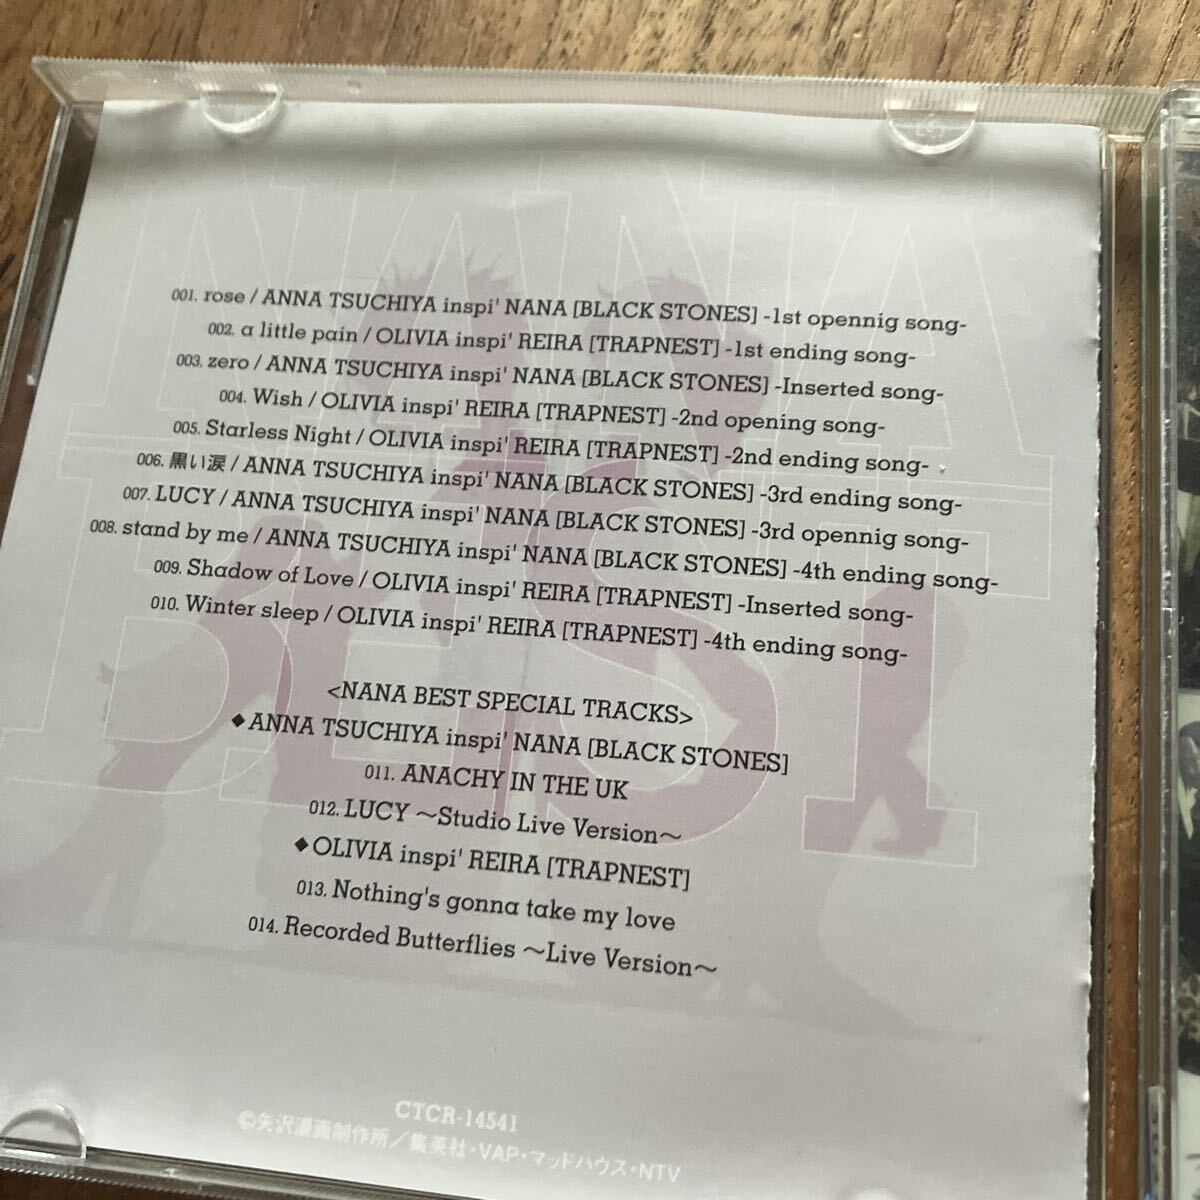 NANA
BEST
001. rose / ANNA TSUCHIYA inspi' NANA [BLACK STONES] -1st opennig song-
002. a little pain / OLIVIA inspi' REIRA [TRAPNEST] -1st ending song-
003. zero / ANNA TSUCHIYA inspi' NANA [BLACK STONES] -Inserted song-
004. Wish / OLIVIA inspi' REIRA [TRAPNEST] -2nd opening song-
005. Starless Night / OLIVIA inspi' REIRA [TRAPNEST] -2nd ending song-
006. 黒い涙 / ANNA TSUCHIYA inspi' NANA [BLACK STONES] -3rd ending song-
007. LUCY / ANNA TSUCHIYA inspi' NANA [BLACK STONES] -3rd opennig song-
008. stand by me / ANNA TSUCHIYA inspi' NANA [BLACK STONES] -4th ending song-
009. Shadow of Love / OLIVIA inspi' REIRA [TRAPNEST] -Inserted song-
010. Winter sleep / OLIVIA inspi' REIRA [TRAPNEST] -4th ending song-
<NANA BEST SPECIAL TRACKS>
◆ANNA TSUCHIYA inspi' NANA [BLACK STONES]
011. ANACHY IN THE UK
012. LUCY ～Studio Live Version～
◆OLIVIA inspi' REIRA [TRAPNEST]
013. Nothing's gonna take my love
014. Recorded Butterflies ～Live Version～
CTCR-14541
©矢沢漫画制作所／集英社・VAP・マッドハウス・NTV